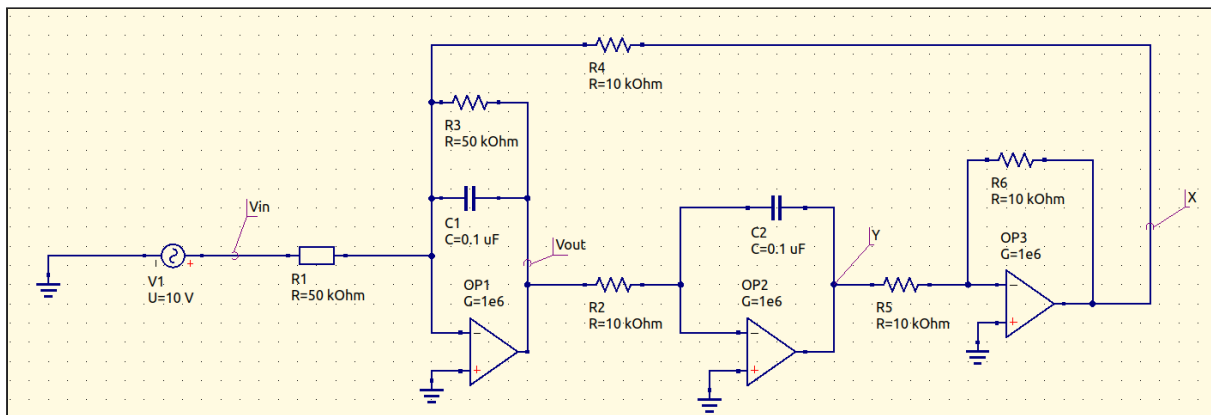 R4
R=10 kOhm
R3
R=50 kOhm
R6
R=10 kOhm
X
Vin
C1
C=0.1 uF
C2
C=0.1 uF
Vout
Y
OP3
G=1e6
V1
U=10 V
R1
R=50 kOhm
OP1
G=1e6
R2
R=10 kOhm
OP2
G=1e6
R5
R=10 kOhm